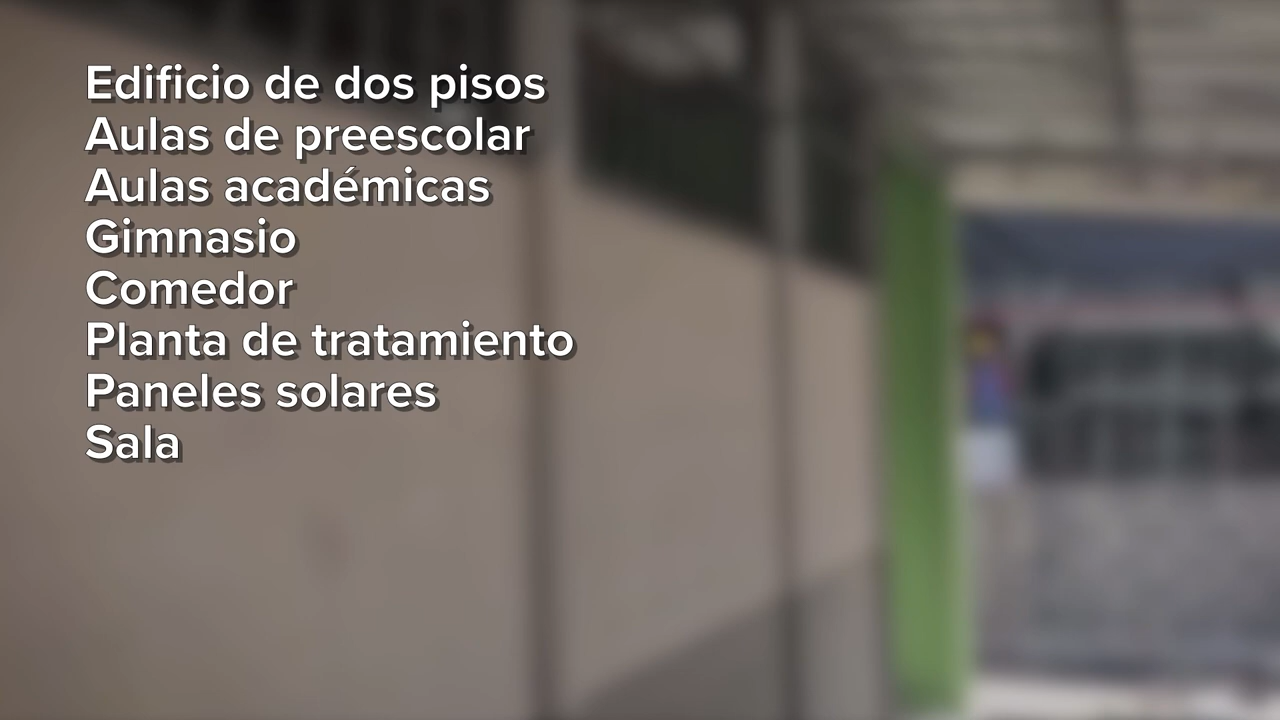 Edificio de dos pisos
Aulas de preescolar
Aulas académicas
Gimnasio
Comedor
Planta de tratamiento
Paneles solares
Sala